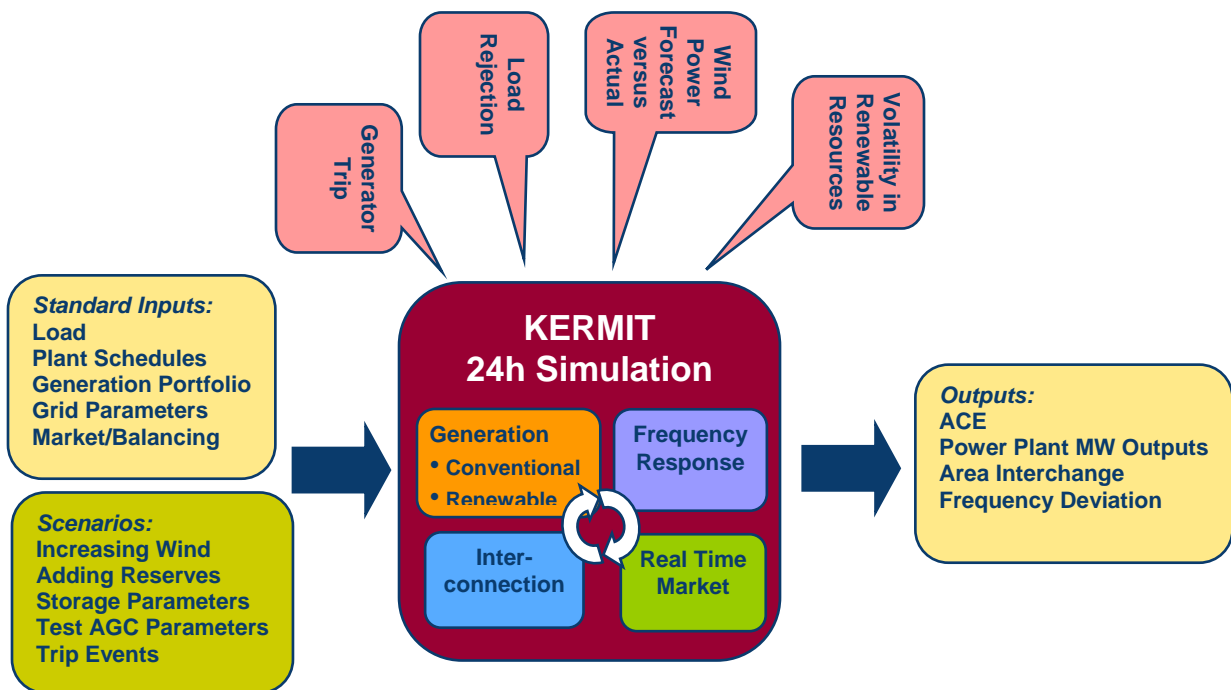 Generator
Trip
Load
Rejection
Wind
Power
Forecast
versus
Actual
Volatility in
Renewable
Resources
Standard Inputs:
Load
Plant Schedules
Generation Portfolio
Grid Parameters
Market/Balancing
Scenarios:
Increasing Wind
Adding Reserves
Storage Parameters
Test AGC Parameters
Trip Events
KERMIT
24h Simulation
Generation
• Conventional
• Renewable
Frequency
Response
Inter-
connection
Real Time
Market
Outputs:
ACE
Power Plant MW Outputs
Area Interchange
Frequency Deviation